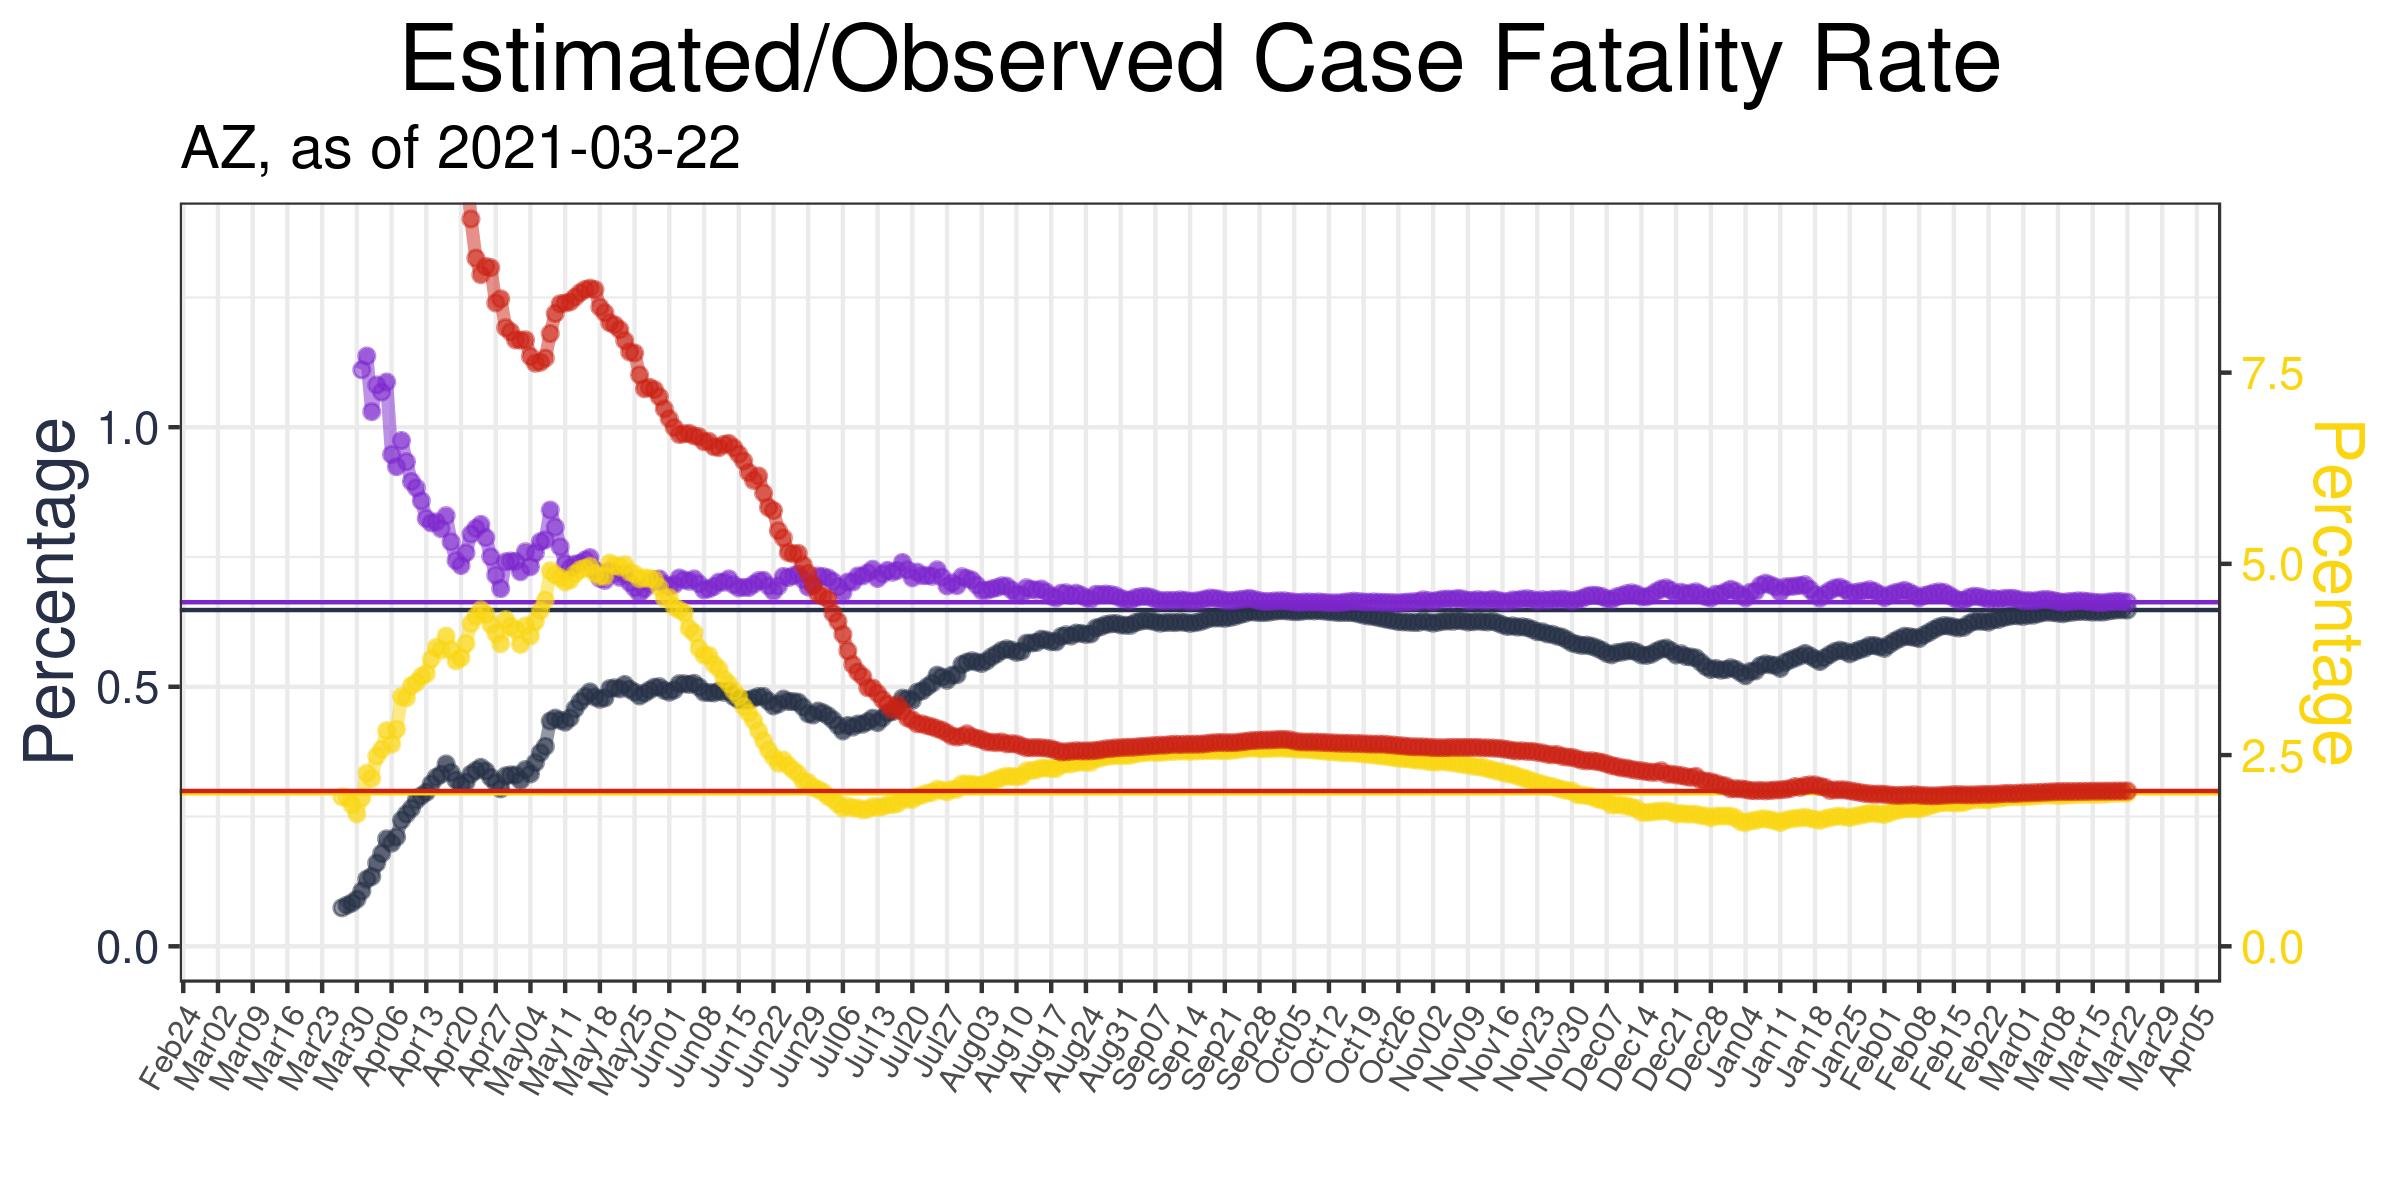 Estimated/Observed Case Fatality Rate
AZ, as of 2021-03-22
Percentage
1.0
0.5
0.0
7.5
5.0
2.5
0.0
Percentage
Feb24
Mar02
Mar09
Mar16
Mar23
Mar30
Apr06
Apr13
Apr20
Apr27
May04
May11
May18
May25
Jun01
Jun08
Jun15
Jun22
Jun29
Jul06
Jul13
Jul20
Jul27
Aug03
Aug10
Aug17
Aug24
Aug31
Sep07
Sep14
Sep21
Sep28
Oct05
Oct12
Oct19
Oct26
Nov02
Nov09
Nov16
Nov23
Nov30
Dec07
Dec14
Dec21
Dec28
Jan04
Jan11
Jan18
Jan25
Feb01
Feb08
Feb15
Feb22
Mar01
Mar08
Mar15
Mar22
Mar29
Apr05